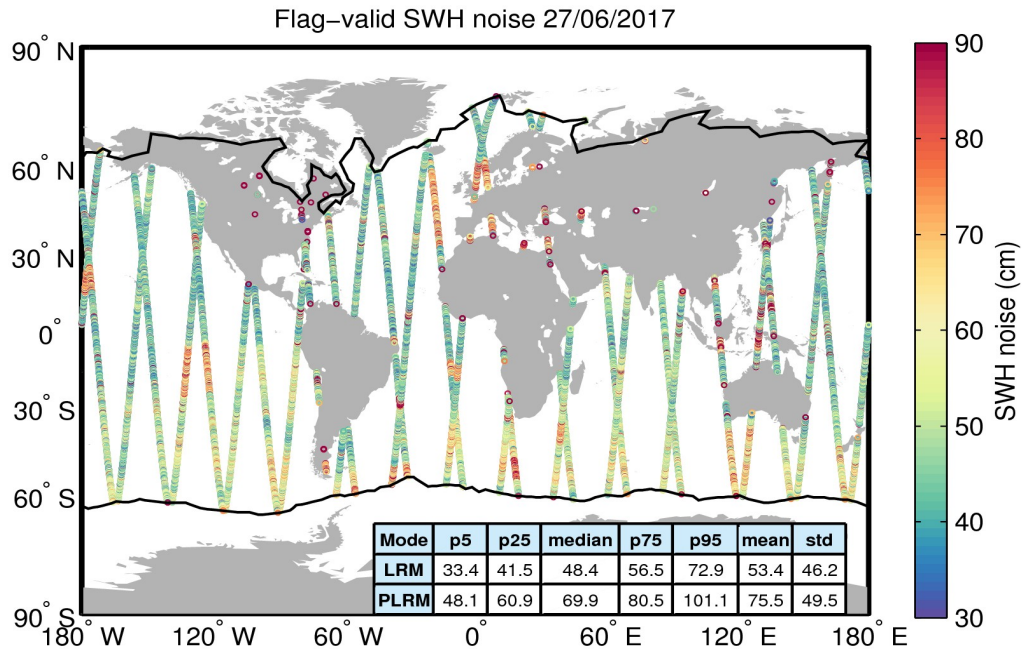 Flag−valid SWH noise 27/06/2017
90° N
60° N
30° N
0°
30° S
60° S
90° S
180° W
120° W
60° W
0°
60° E
120° E
180° E
Mode p5 p25 median p75 p95 mean std
LRM 33.4 41.5 48.4 56.5 72.9 53.4 46.2
PLRM 48.1 60.9 69.9 80.5 101.1 75.5 49.5
90
80
70
60
50
40
30
SWH noise (cm)